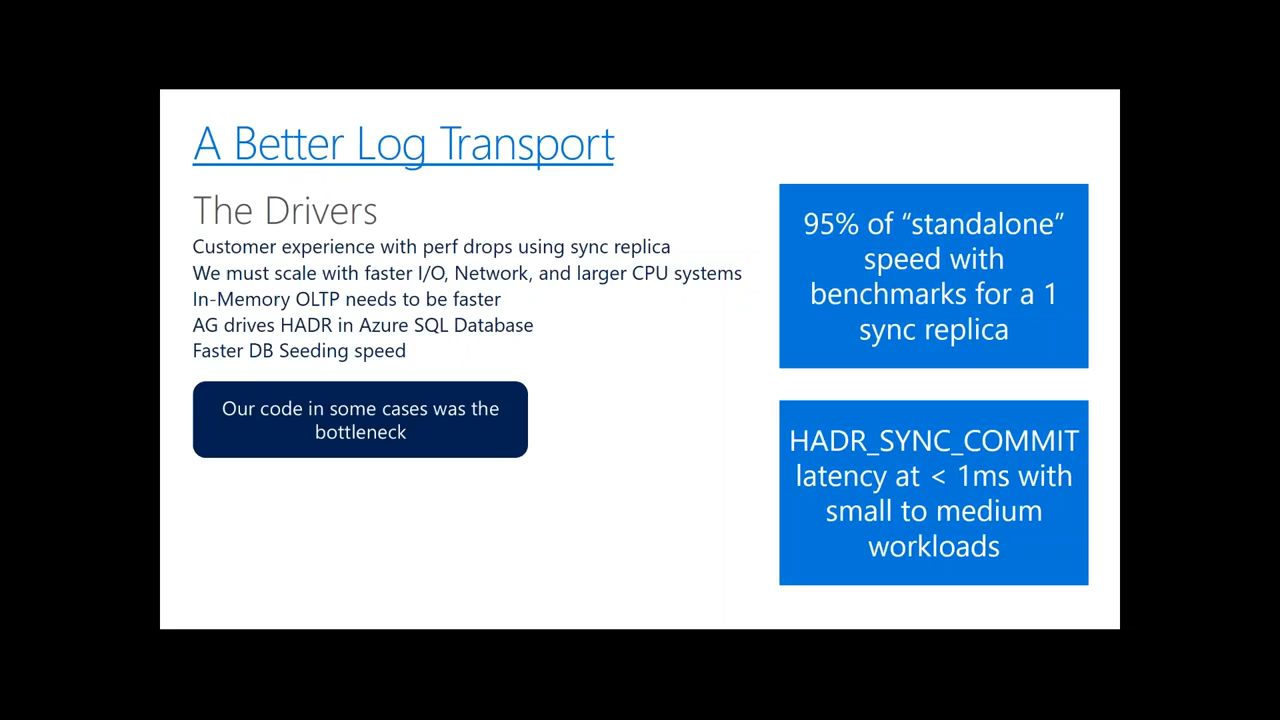 A Better Log Transport
The Drivers
Customer experience with perf drops using sync replica
We must scale with faster I/O, Network, and larger CPU systems
In-Memory OLTP needs to be faster
AG drives HADR in Azure SQL Database
Faster DB Seeding speed
Our code in some cases was the
bottleneck
95% of “standalone”
speed with
benchmarks for a 1
sync replica
HADR_SYNC_COMMIT
latency at < 1ms with
small to medium
workloads